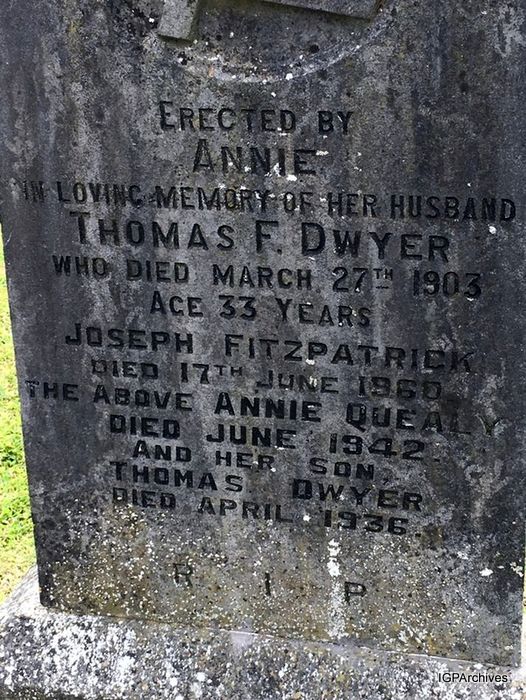 ERECTED BY
ANNIE
IN LOVING MEMORY OF HER HUSBAND
THOMAS F. DWYER
WHO DIED MARCH 27TH 1903
AGE 33 YEARS
JOSEPH FITZPATRICK
DIED 17TH JUNE 1960
THE ABOVE ANNIE QUEALY
DIED JUNE 1942
AND HER SON
THOMAS DWYER
DIED APRIL 1936.
R I P
IGPArchives